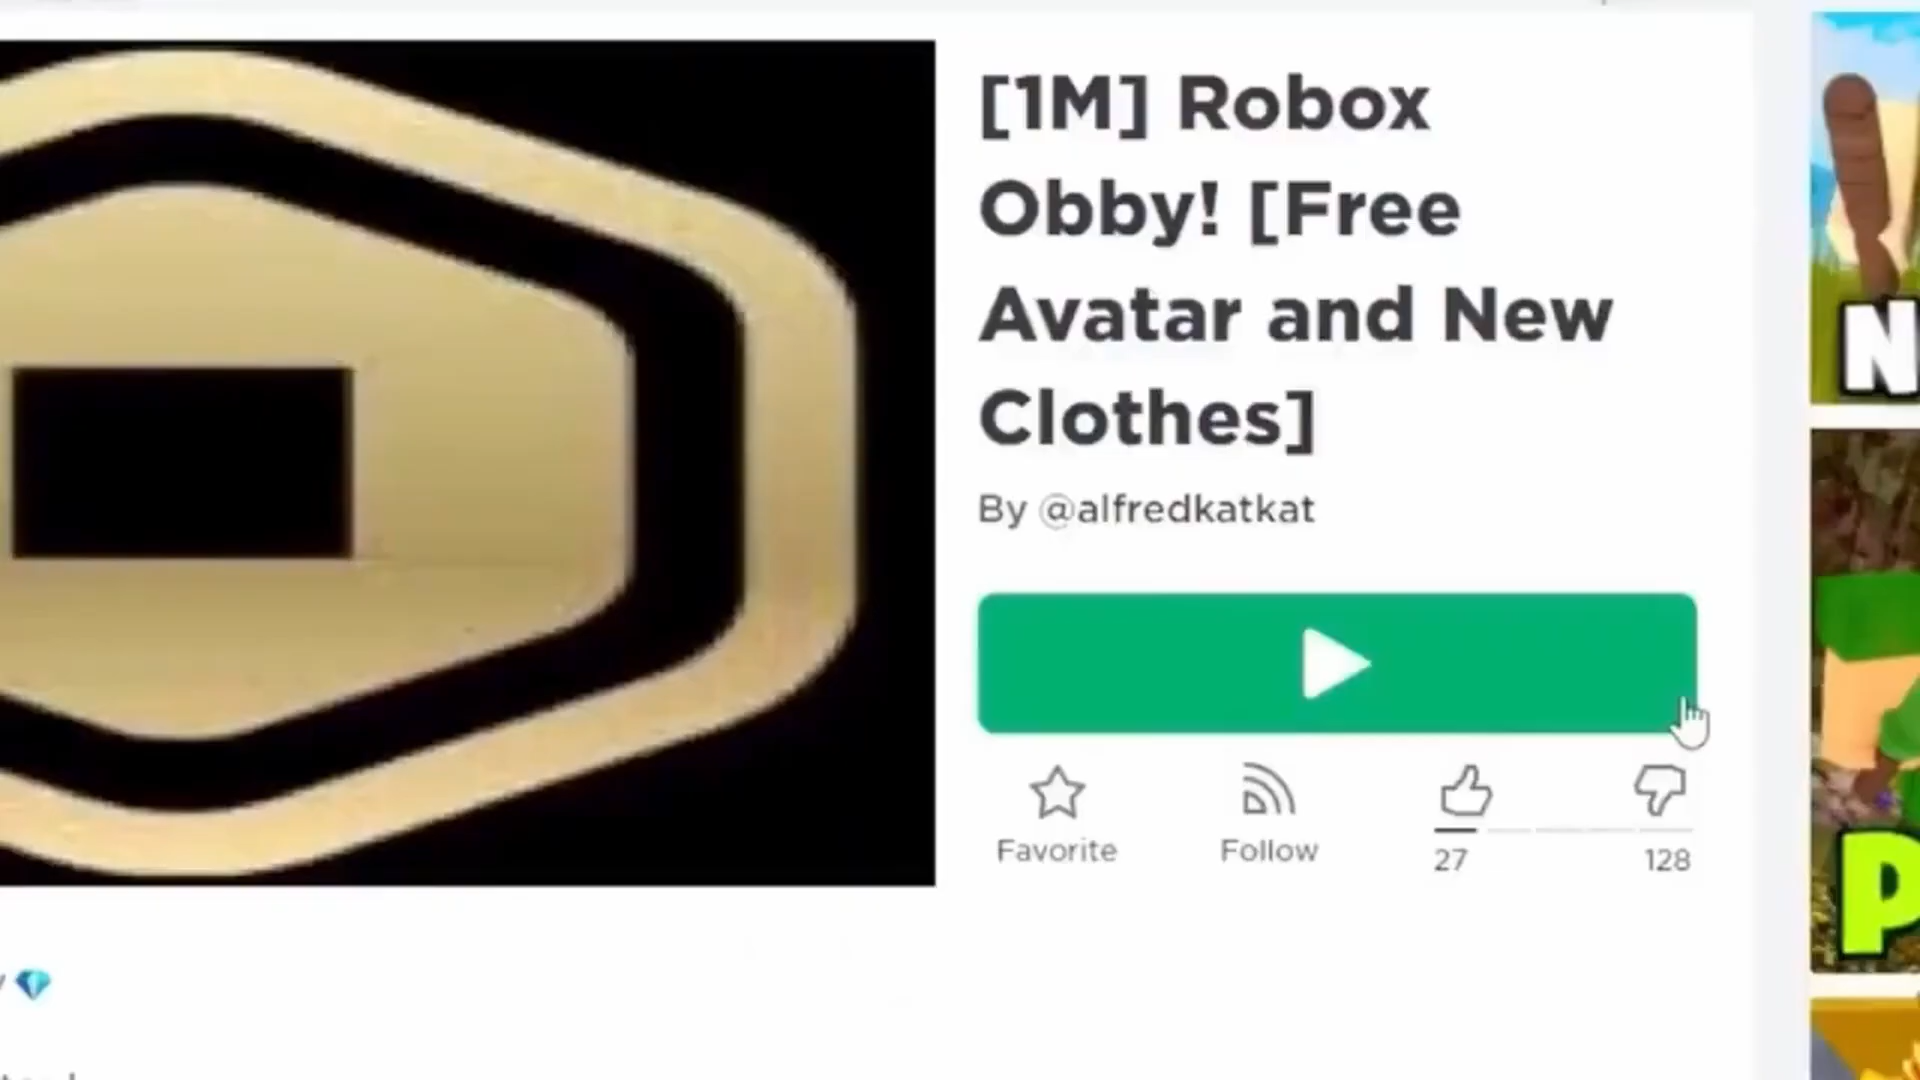 [1M] Robox
Obby! [Free
Avatar and New
Clothes]
By @alfredkatkat
Favorite
Follow
27
128
N
P